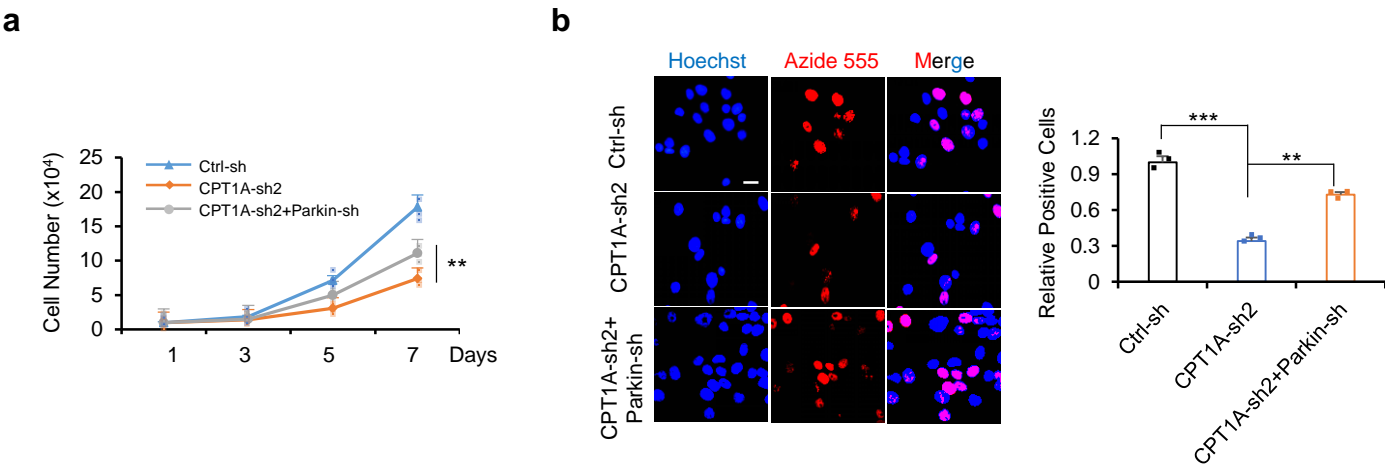 a
b
Cell Number (x10⁴)
25
20
15
10
5
0
Ctrl-sh
CPT1A-sh2
CPT1A-sh2+Parkin-sh
**
1 3 5 7 Days
Hoechst Azide 555 Merge
Ctrl-sh
CPT1A-sh2
CPT1A-sh2+
Parkin-sh
Relative Positive Cells
1.2
0.9
0.6
0.3
0
***
**
Ctrl-sh
CPT1A-sh2
CPT1A-sh2+Parkin-sh